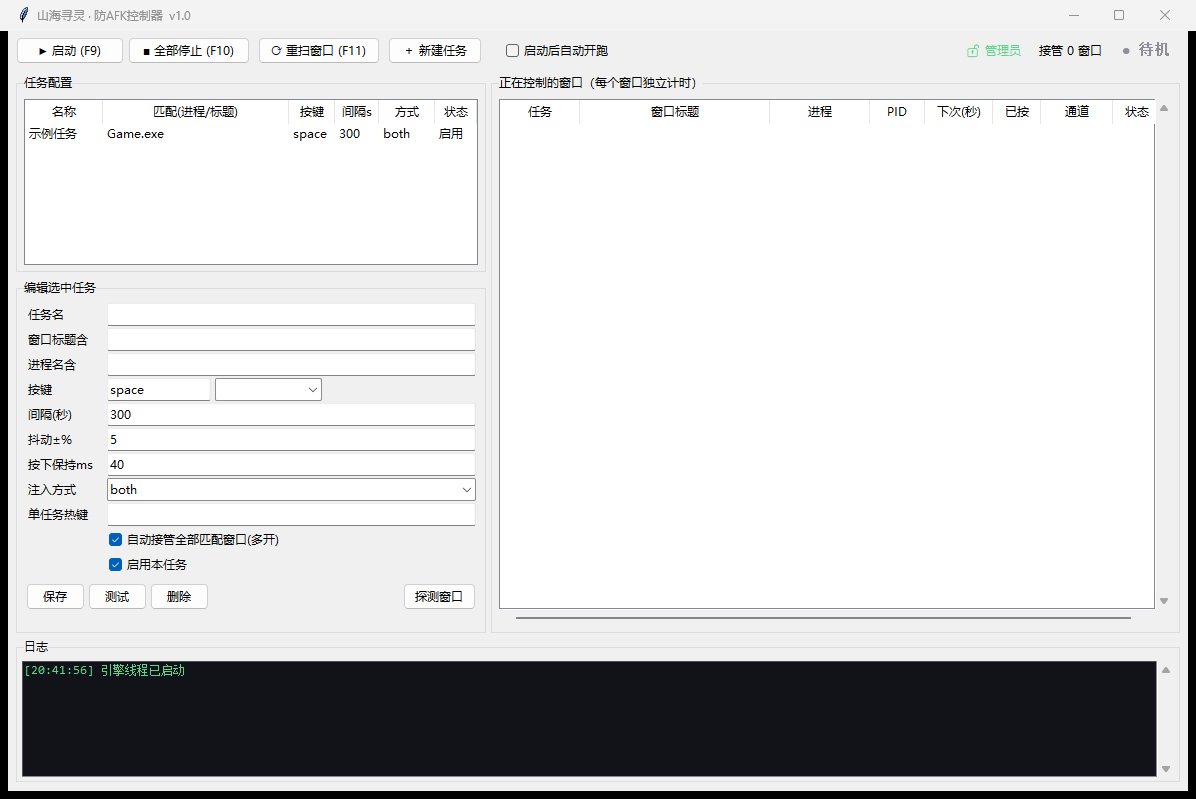 山海寻灵 · 防AFK控制器 v1.0
▶ 启动 (F9) ■ 全部停止 (F10) ⟳ 重扫窗口 (F11) + 新建任务 启动后自动开跑 管理员 接管 0 窗口 ● 待机
任务配置
名称 匹配(进程/标题) 按键 间隔s 方式 状态
示例任务 Game.exe space 300 both 启用
编辑选中任务
任务名
窗口标题含
进程名含
按键 space
间隔(秒) 300
抖动±% 5
按下保持ms 40
注入方式 both
单任务热键
自动接管全部匹配窗口(多开)
启用本任务
保存 测试 删除 探测窗口
正在控制的窗口（每个窗口独立计时）
任务 窗口标题 进程 PID 下次(秒) 已按 通道 状态
日志
[20:41:56] 引擎线程已启动